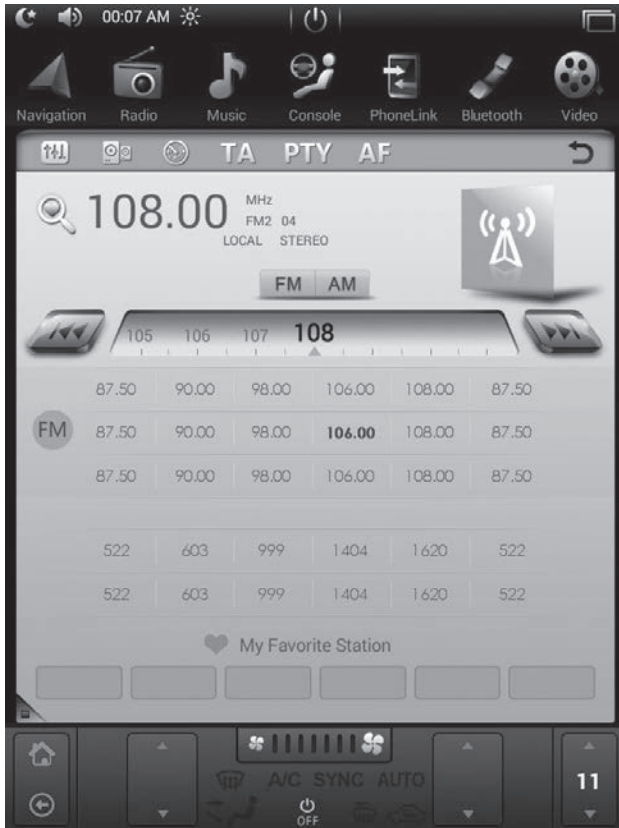 00:07 AM
Navigation Radio Music Console PhoneLink Bluetooth Video
TA PTY AF
108.00 MHz
FM2 04
LOCAL STEREO
FM AM
105 106 107 108
87.50 90.00 98.00 106.00 108.00 87.50
FM 87.50 90.00 98.00 106.00 108.00 87.50
87.50 90.00 98.00 106.00 108.00 87.50
522 603 999 1404 1620 522
522 603 999 1404 1620 522
My Favorite Station
A/C SYNC AUTO
11
OFF